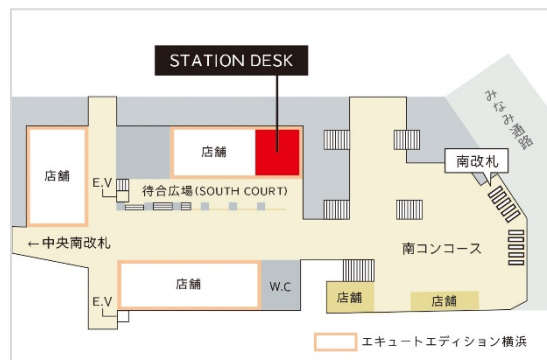 STATION DESK
みなみ通路
南改札
店舗
店舗
E.V
待合広場(SOUTH COURT)
←中央南改札
南コンコース
店舗
W.C
店舗
店舗
E.V
エキュートエディション横浜